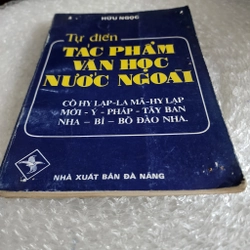 HỮU NGỌC
Tự điển
TÁC PHẨM
VĂN HỌC
NƯỚC NGOÀI
CỔ HY LẠP-LA MÃ-HY LẠP
MỚI - Ý - PHÁP - TÂY BAN
NHA - BỈ - BỒ ĐÀO NHA.
NHÀ XUẤT BẢN ĐÀ NẴNG